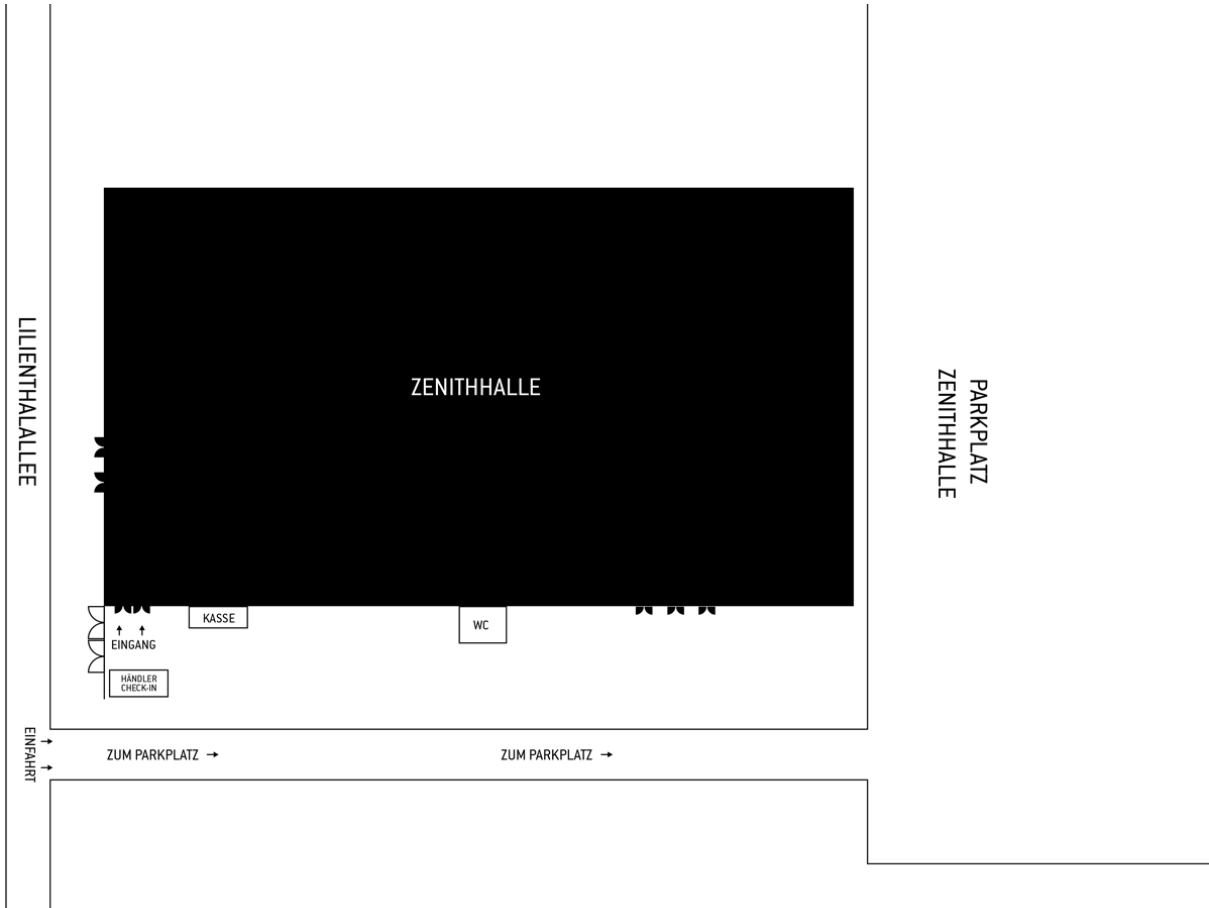 LILIENTHALALLEE
ZENITHHALLE
PARKPLATZ
ZENITHHALLE
KASSE
WC
EINGANG
HÄNDLER
CHECK-IN
EINFAHRT
ZUM PARKPLATZ →
ZUM PARKPLATZ →